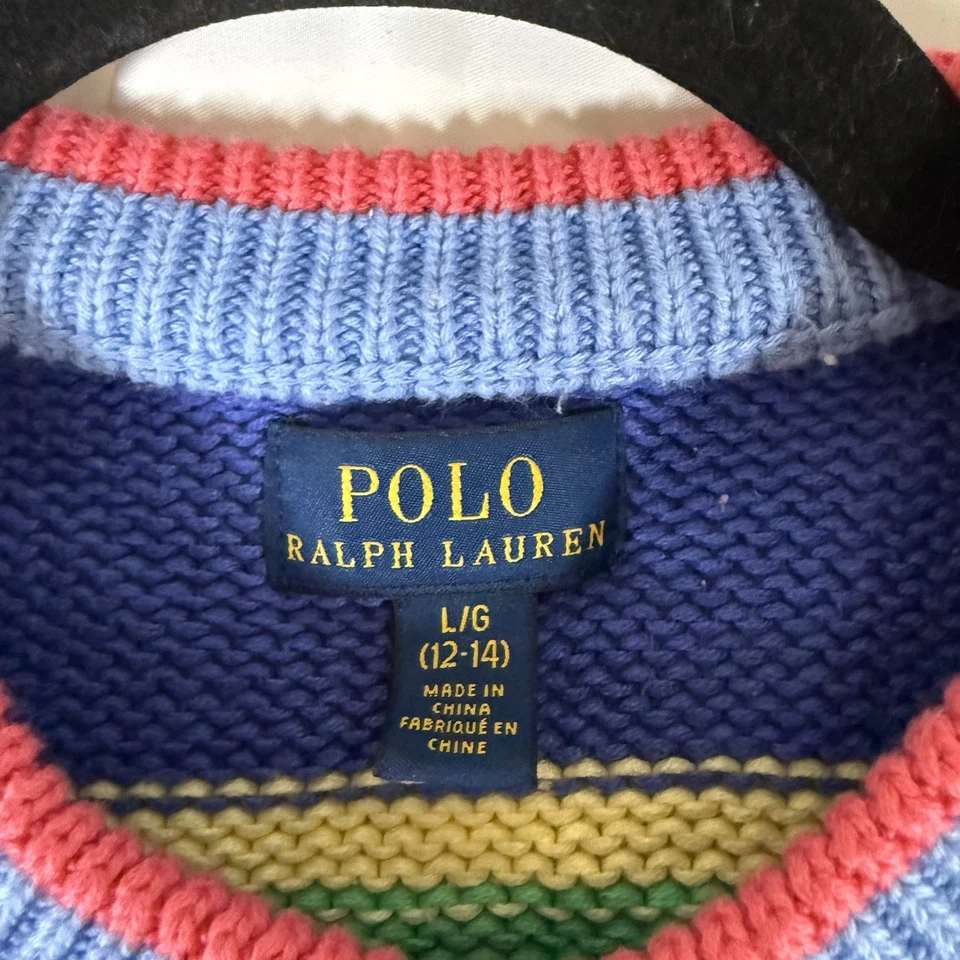 POLO
RALPH LAUREN
L/G
(12-14)
MADE IN
CHINA
FABRIQUÉ EN
CHINE